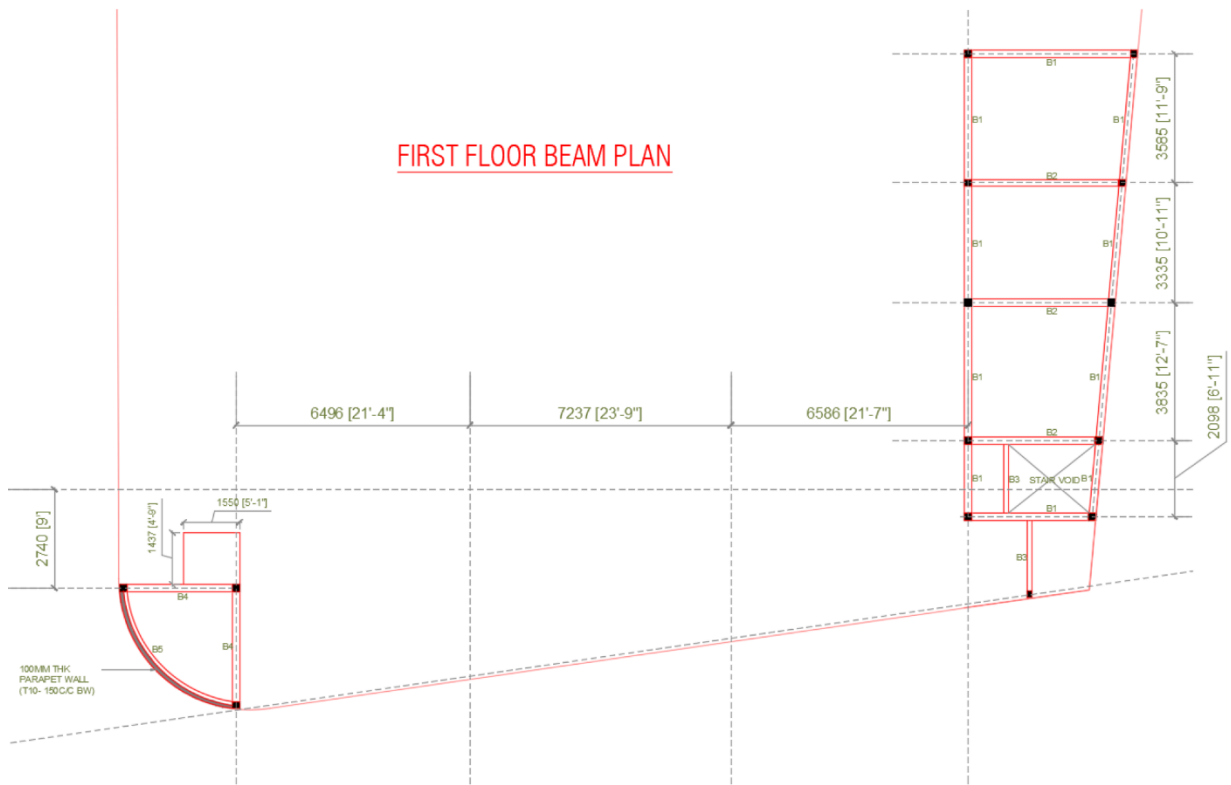 FIRST FLOOR BEAM PLAN
B1
B1
B1
3585 [11'-9"]
B2
B1
B1
3335 [10'-11"]
B2
B1
B1
3835 [12'-7"]
2098 [6'-11"]
6496 [21'-4"]
7237 [23'-9"]
6586 [21'-7"]
B2
B1
B3
STAIR VOID
B1
B1
B3
2740 [9']
1550 [5'-1"]
1437 [4'-9"]
B4
B5
B4
100MM THK
PARAPET WALL
(T10- 150C/C BW)